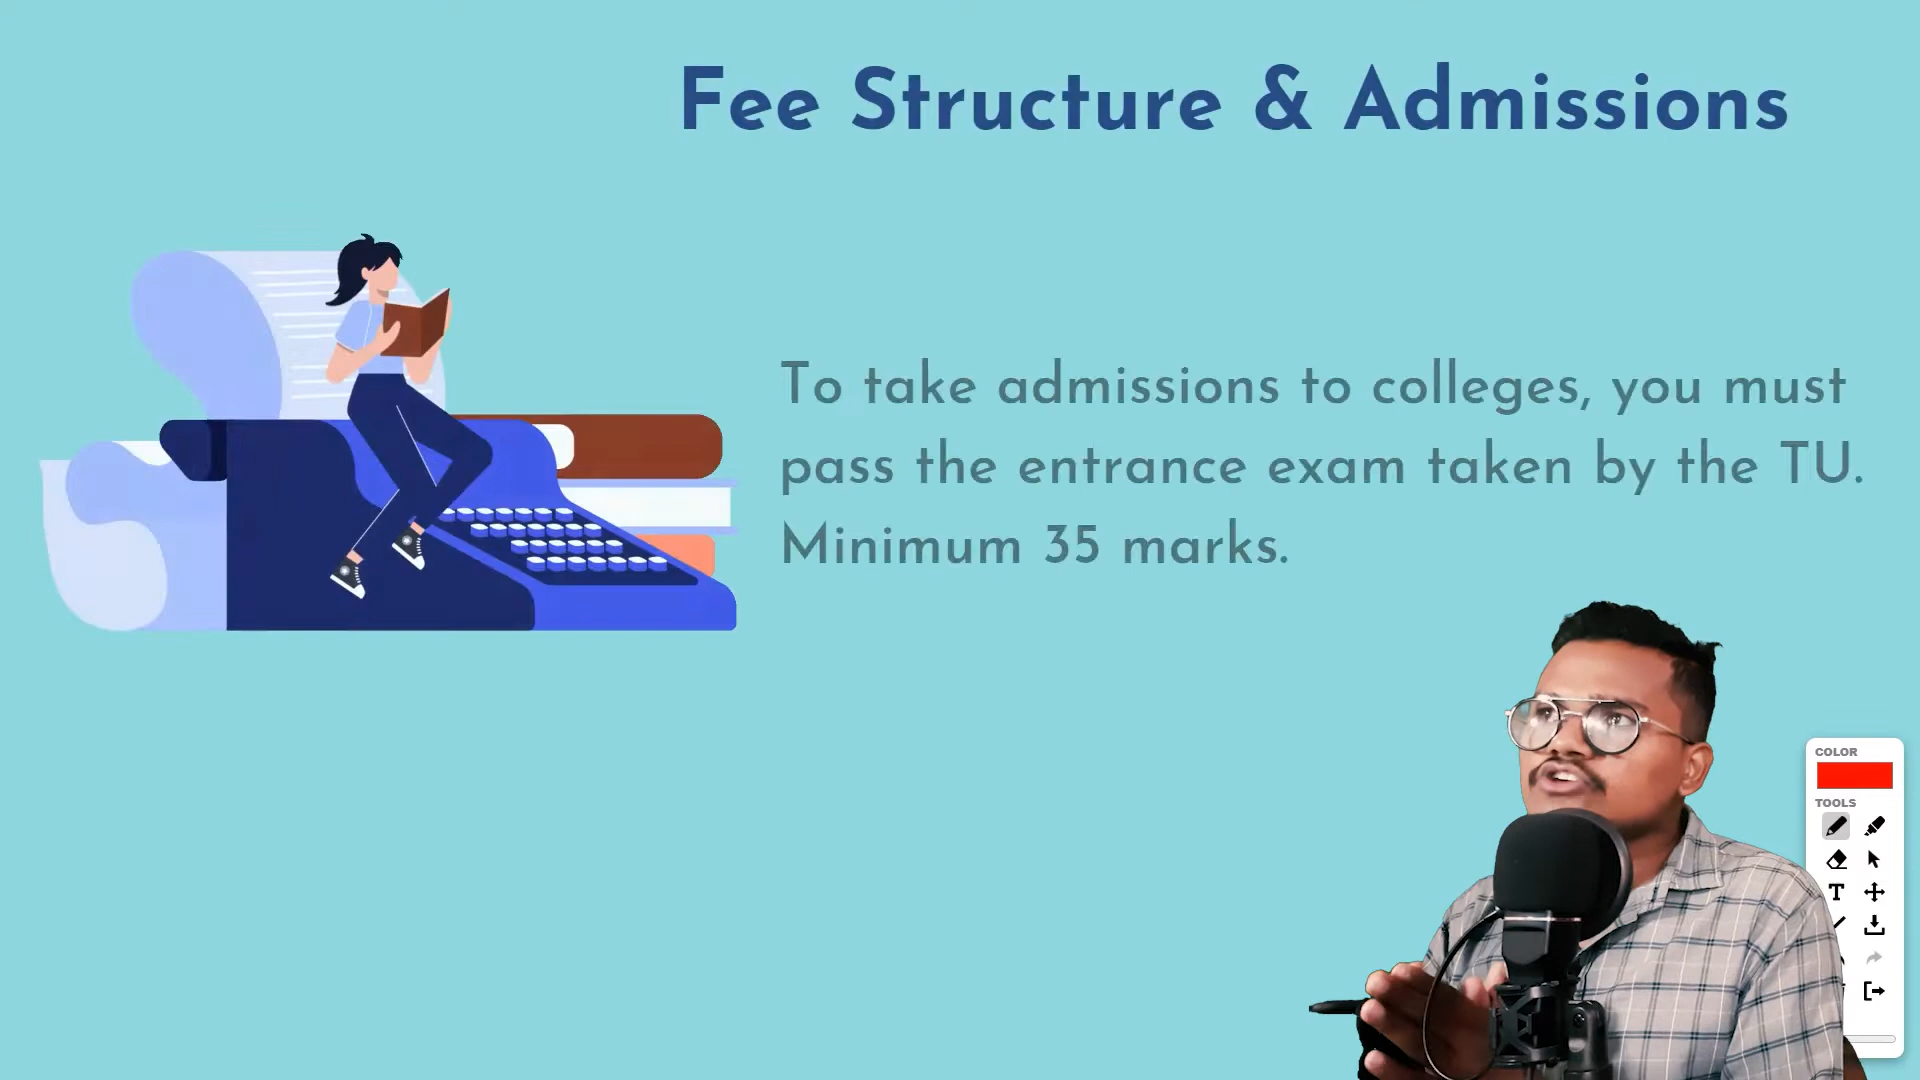 Fee Structure & Admissions
To take admissions to colleges, you must
pass the entrance exam taken by the TU.
Minimum 35 marks.
COLOR
TOOLS
T